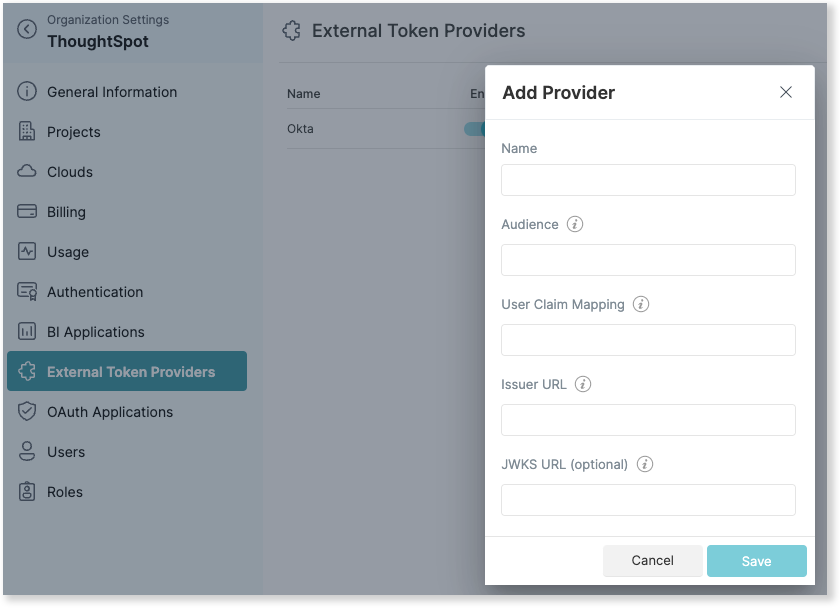 Organization Settings
ThoughtSpot
General Information
Projects
Clouds
Billing
Usage
Authentication
BI Applications
External Token Providers
OAuth Applications
Users
Roles
External Token Providers
Name
En
Okta
Add Provider
Name
Audience
User Claim Mapping
Issuer URL
JWKS URL (optional)
Cancel
Save